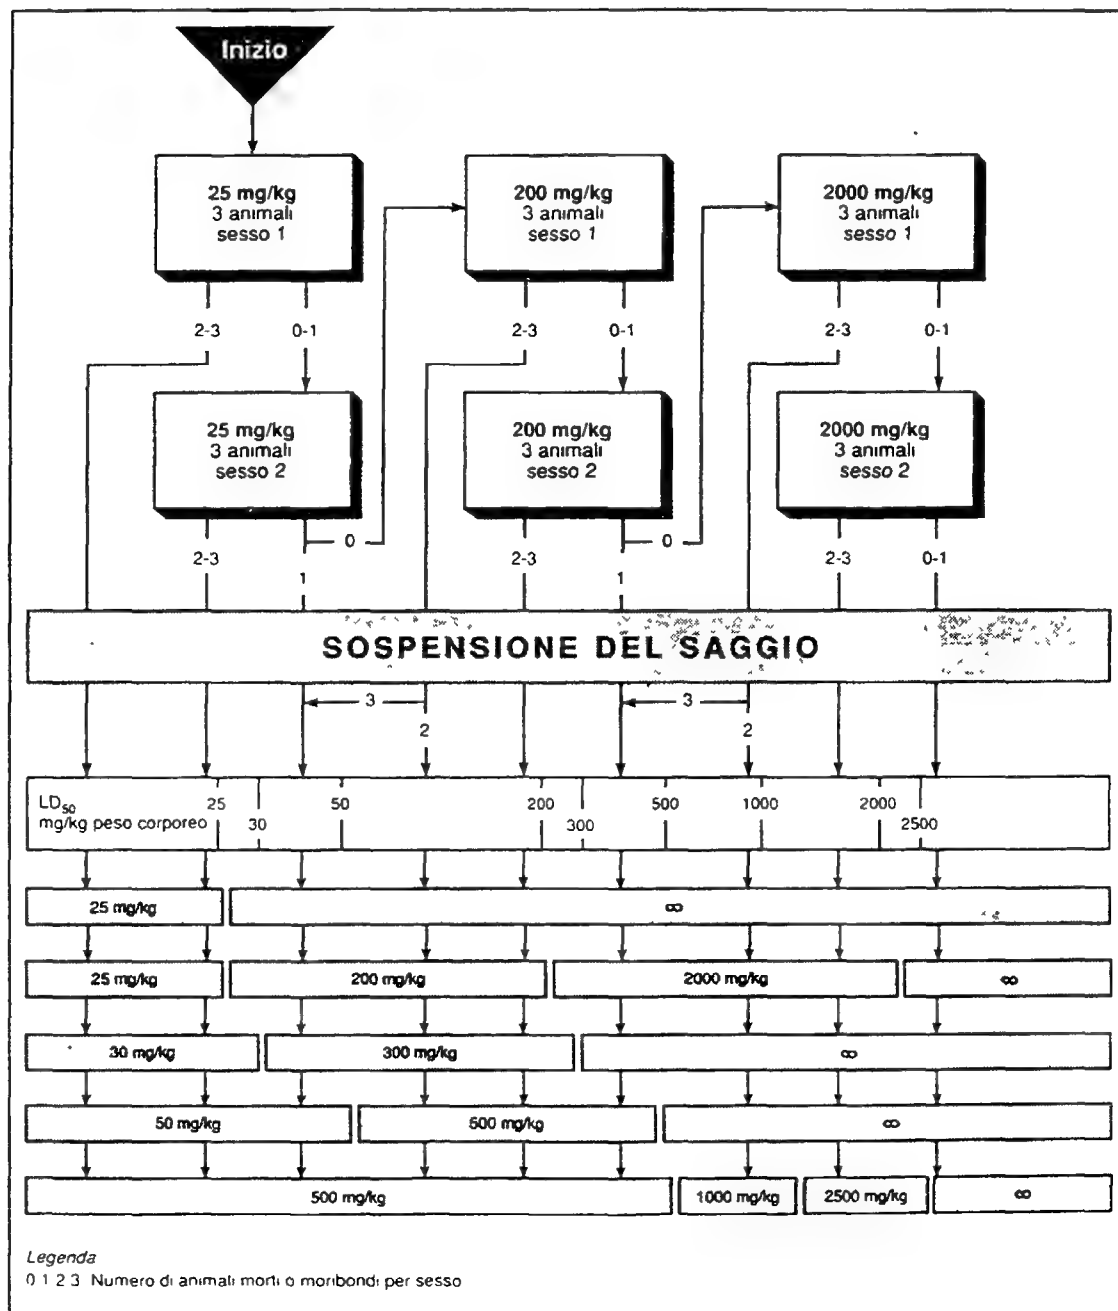 Inizio
25 mg/kg
3 animali
sesso 1
200 mg/kg
3 animali
sesso 1
2000 mg/kg
3 animali
sesso 1
2-3 0-1 2-3 0-1 2-3 0-1
25 mg/kg
3 animali
sesso 2
200 mg/kg
3 animali
sesso 2
2000 mg/kg
3 animali
sesso 2
0 0
2-3 1 2-3 1 2-3 0-1
SOSPENSIONE DEL SAGGIO
3 3
2 2
LD50 25 50 200 500 1000 2000
mg/kg peso corporeo 30 300 2500
25 mg/kg ∞
25 mg/kg 200 mg/kg 2000 mg/kg ∞
30 mg/kg 300 mg/kg ∞
50 mg/kg 500 mg/kg ∞
500 mg/kg 1000 mg/kg 2500 mg/kg ∞
Legenda
0 1 2 3 Numero di animali morti o moribondi per sesso